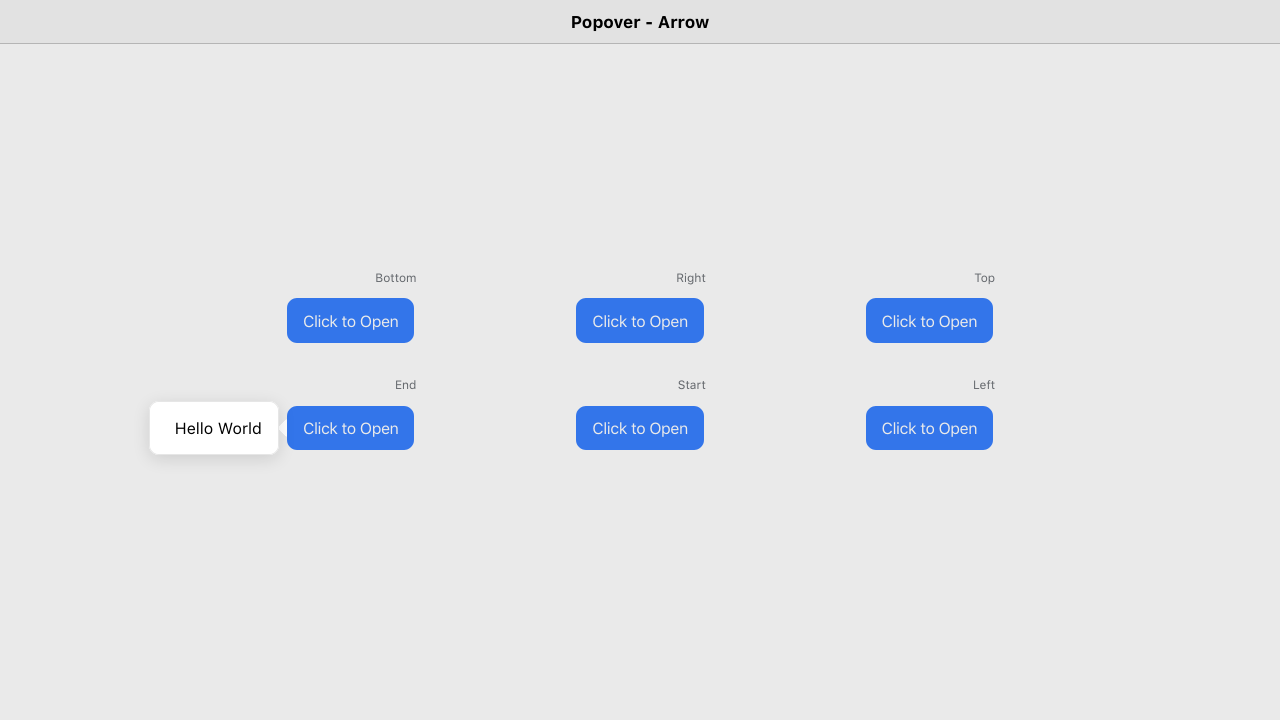 Popover - Arrow
Bottom
Right
Top
Click to Open
Click to Open
Click to Open
End
Start
Left
Hello World
Click to Open
Click to Open
Click to Open